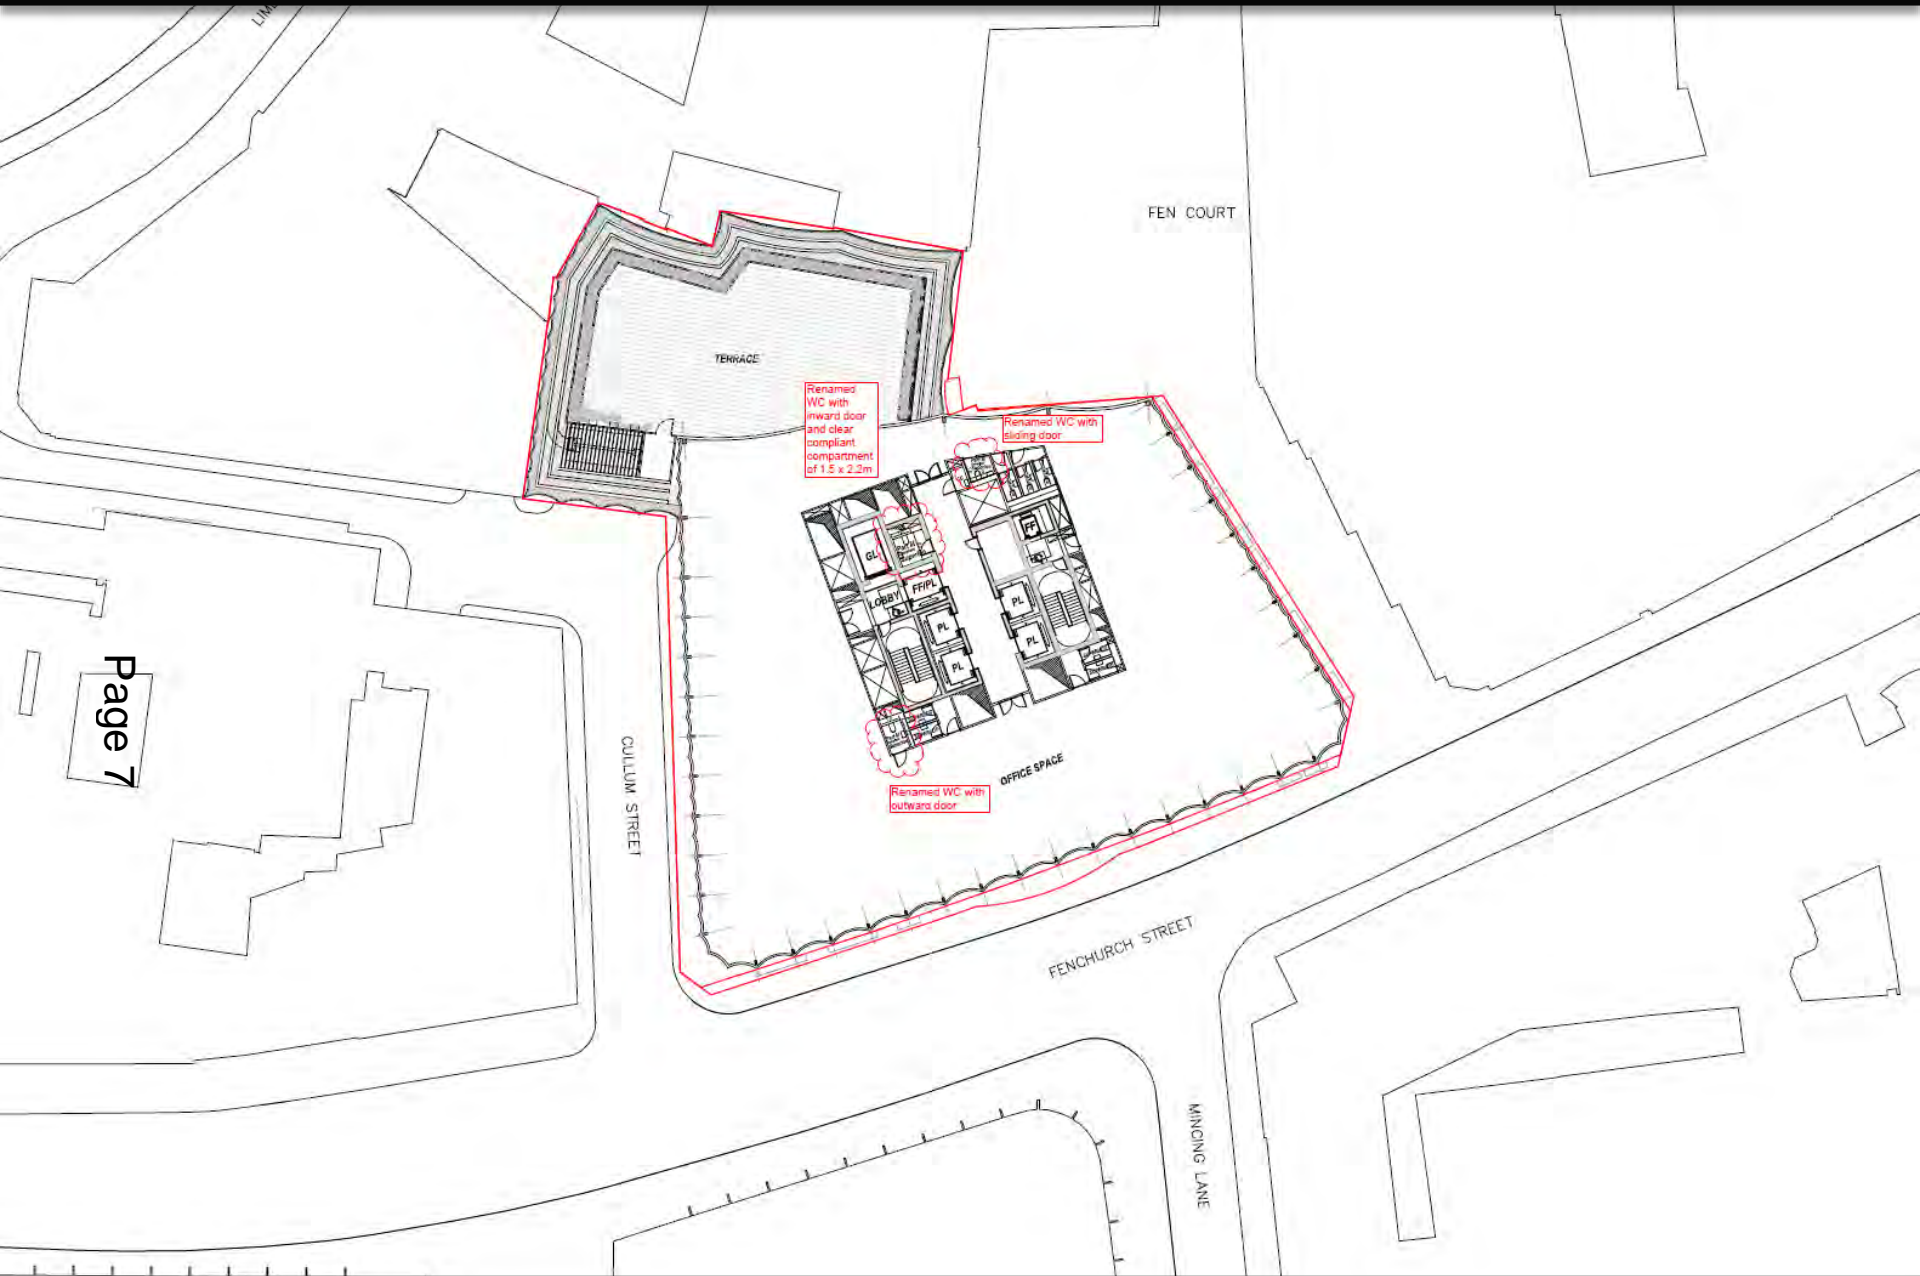 LIM
FEN COURT
TERRACE
Renamed
WC with
inward door
and clear
compliant
compartment
of 1.5 x 2.2m
Renamed WC with
sliding door
FF
GL
LOBBY
FF/PL
PL
PL
PL
PL
Page 7
CULLUM STREET
OFFICE SPACE
Renamed WC with
outward door
FENCHURCH STREET
MINCING LANE